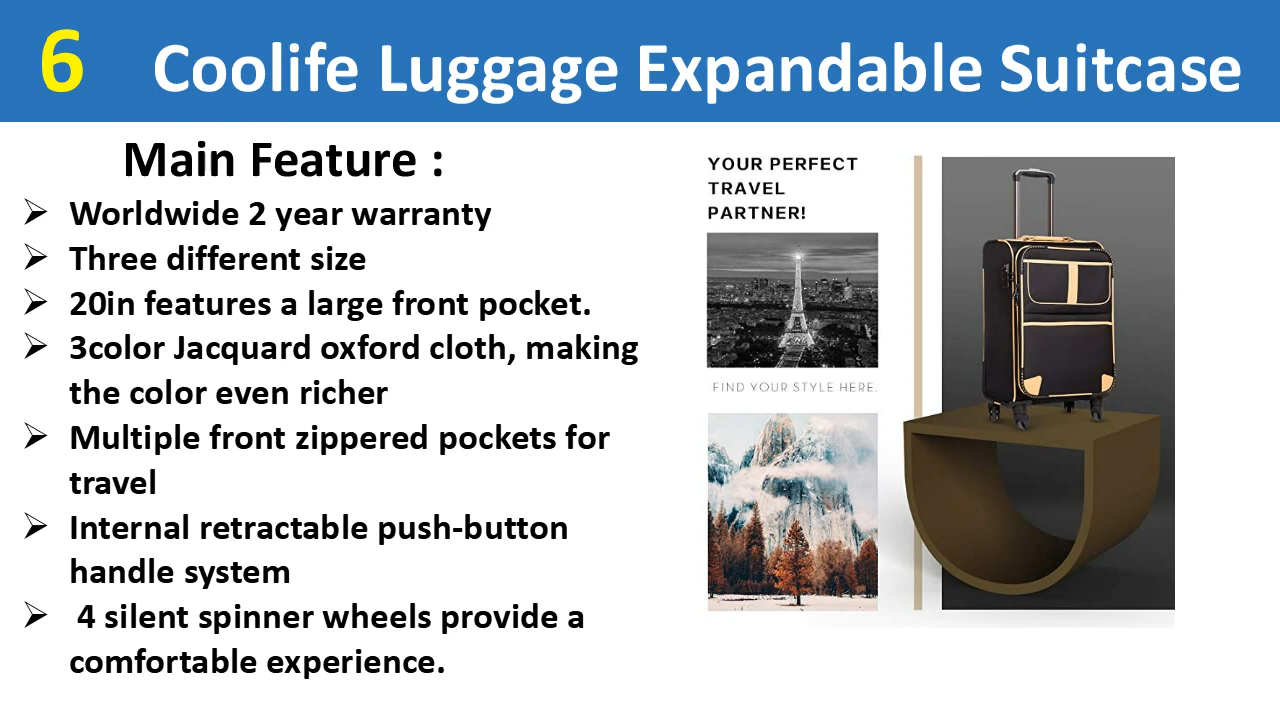 6 Coolife Luggage Expandable Suitcase
Main Feature :
➢ Worldwide 2 year warranty
➢ Three different size
➢ 20in features a large front pocket.
➢ 3color Jacquard oxford cloth, making
the color even richer
➢ Multiple front zippered pockets for
travel
➢ Internal retractable push-button
handle system
➢ 4 silent spinner wheels provide a
comfortable experience.
YOUR PERFECT
TRAVEL
PARTNER!
FIND YOUR STYLE HERE.